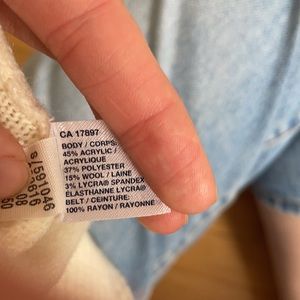 CA 17897
BODY / CORPS:
45% ACRYLIC /
ACRYLIQUE
37% POLYESTER
15% WOOL / LAINE
3% LYCRA® SPANDEX
ÉLASTHANNE LYCRA®
BELT / CEINTURE:
100% RAYON / RAYONNE